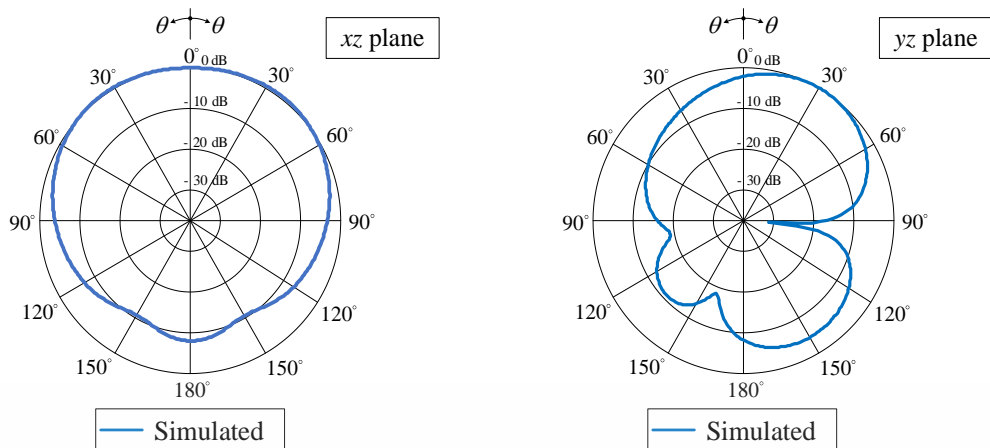 θ θ
xz plane
0° 0 dB
30° 30°
- 10 dB
60° 60°
- 20 dB
- 30 dB
90° 90°
120° 120°
150° 150°
180°
Simulated
θ θ
yz plane
0° 0 dB
30° 30°
- 10 dB
60° 60°
- 20 dB
- 30 dB
90° 90°
120° 120°
150° 150°
180°
Simulated